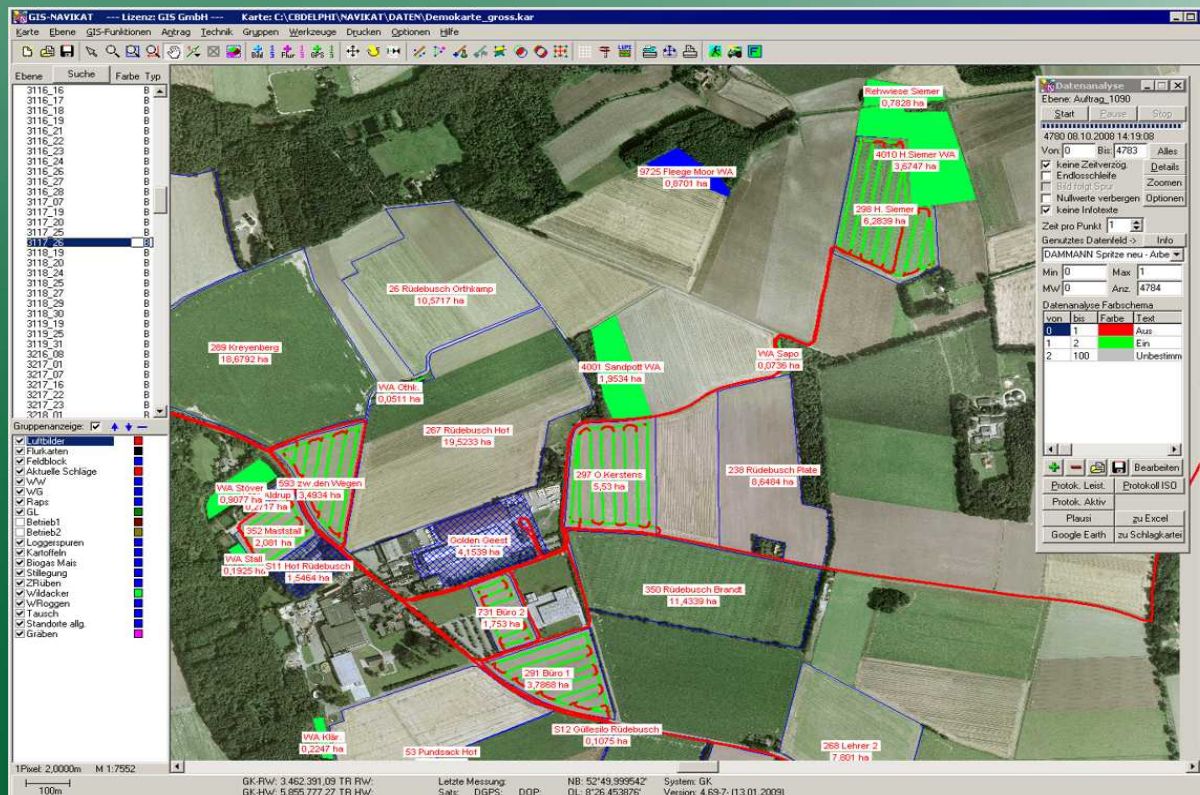 GIS-NAVIKAT --- Lizenz: GIS GmbH --- Karte: C:\CBDELPHI\NAVIKAT\DATEN\Demokarte_gross.kar
Karte Ebene GIS-Funktionen Antrag Technik Gruppen Werkzeuge Drucken Optionen Hilfe
Ebene Suche Farbe Typ
3116_16 B
3116_17 B
3116_18 B
3116_19 B
3116_21 B
3116_22 B
3116_23 B
3116_24 B
3116_26 B
3116_27 B
3116_28 B
3117_07 B
3117_19 B
3117_20 B
3117_25 B
3117_26 B
3118_19 B
3118_20 B
3118_24 B
3118_25 B
3118_27 B
3118_29 B
3118_30 B
3119_19 B
3119_25 B
3119_31 B
3216_08 B
3217_01 B
3217_07 B
3217_16 B
3217_22 B
3217_23 B
3218_01 B
Gruppenanzeige:
Luftbilder
Flurkarten
Feldblock
Aktuelle Schläge
WW
WG
Raps
GL
Betrieb1
Betrieb2
Loggerspuren
Kartoffeln
Biogas Mais
Stillegung
ZRüben
Wildacker
WRoggen
Tausch
Standorte allg.
Gräben
1Pixel: 2,0000m M 1:7552
100m
Rehwiese Siemer
0,7828 ha
4010 H.Siemer WA
3,6747 ha
9725 Fleege Moor WA
0,8701 ha
298 H. Siemer
6,2839 ha
26 Rüdebusch Orthkamp
10,5717 ha
289 Kreyenberg
18,6792 ha
WA Sapo
0,0736 ha
4001 Sandpott WA
1,9534 ha
WA Othk.
0,0511 ha
267 Rüdebusch Hof
19,5233 ha
238 Rüdebusch Plate
8,6484 ha
297 O Kerstens
5,53 ha
593 zw.den Wegen
3,4934 ha
WA Stöver
0,9077 ha
352 Maststall
2,081 ha
Golden Geest
4,1539 ha
WA Stall
0,1925 ha
S11 Hof Rüdebusch
1,5464 ha
350 Rüdebusch Brandt
11,4339 ha
731 Büro 2
1,753 ha
291 Büro 1
3,7868 ha
S12 Güllesilo Rüdebusch
0,1075 ha
WA Klär.
0,2247 ha
53 Pundsack Hof
268 Lehrer 2
7,801 ha
Datenanalyse
Ebene: Auftrag_1090
Start Pause Stop
4780 08.10.2008 14:19:08
Von: 0 Bis: 4783 Alles
keine Zeitverzög. Details
Endlosschleife
Bild folgt Spur Zoomen
Nullwerte verbergen Optionen
keine Infotexte
Zeit pro Punkt 1
Genutztes Datenfeld -> Info
DAMMANN Spritze neu - Arbe
Min 0 Max 1
MW 0 Anz. 4784
Datenanalyse Farbschema
von bis Farbe Text
0 1 Aus
1 2 Ein
2 100 Unbestimm
Bearbeiten
Protok. Leist. Protokoll ISO
Protok. Aktiv
Plausi zu Excel
Google Earth zu Schlagkartei
GK-RW: 3.462.391,09 TR RW: Letzte Messung: NB: 52°49,999542' System: GK
GK-HW: 5.855.777,27 TR HW: Sats: DGPS: DOP: ÖL: 8°26,453876' Version: 4.69-7- (13.01.2009)